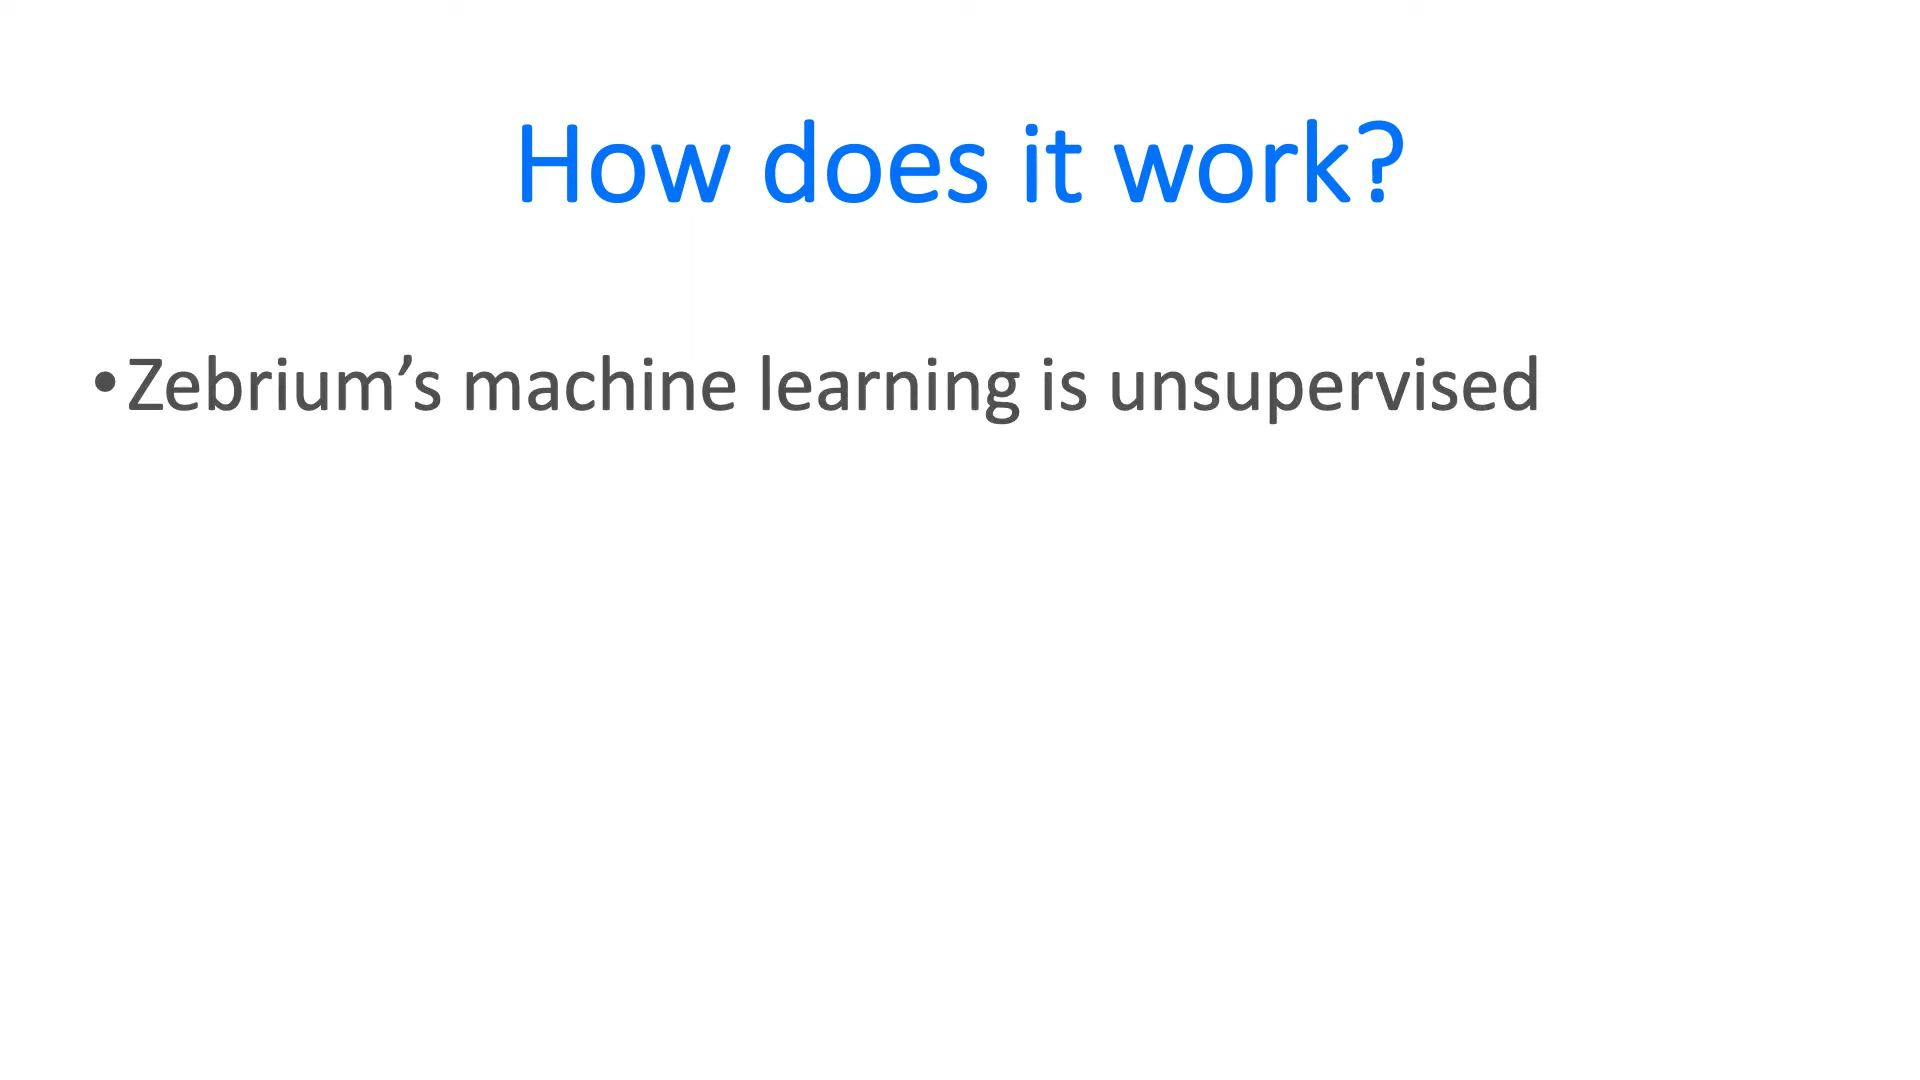 How does it work?
•Zebrium’s machine learning is unsupervised